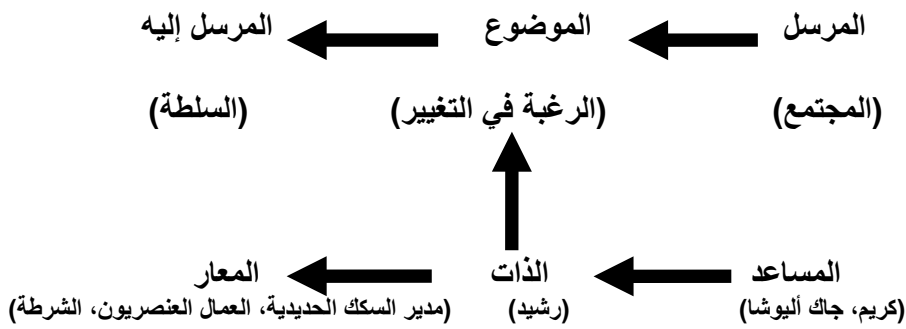 المرسل الموضوع المرسل إليه
(المجتمع) (الرغبة في التغيير) (السلطة)
المساعد الذات المعار
(كريم، جاك أليوشا) (رشيد) (مدير السكك الحديدية، العمال العنصريون، الشرطة)